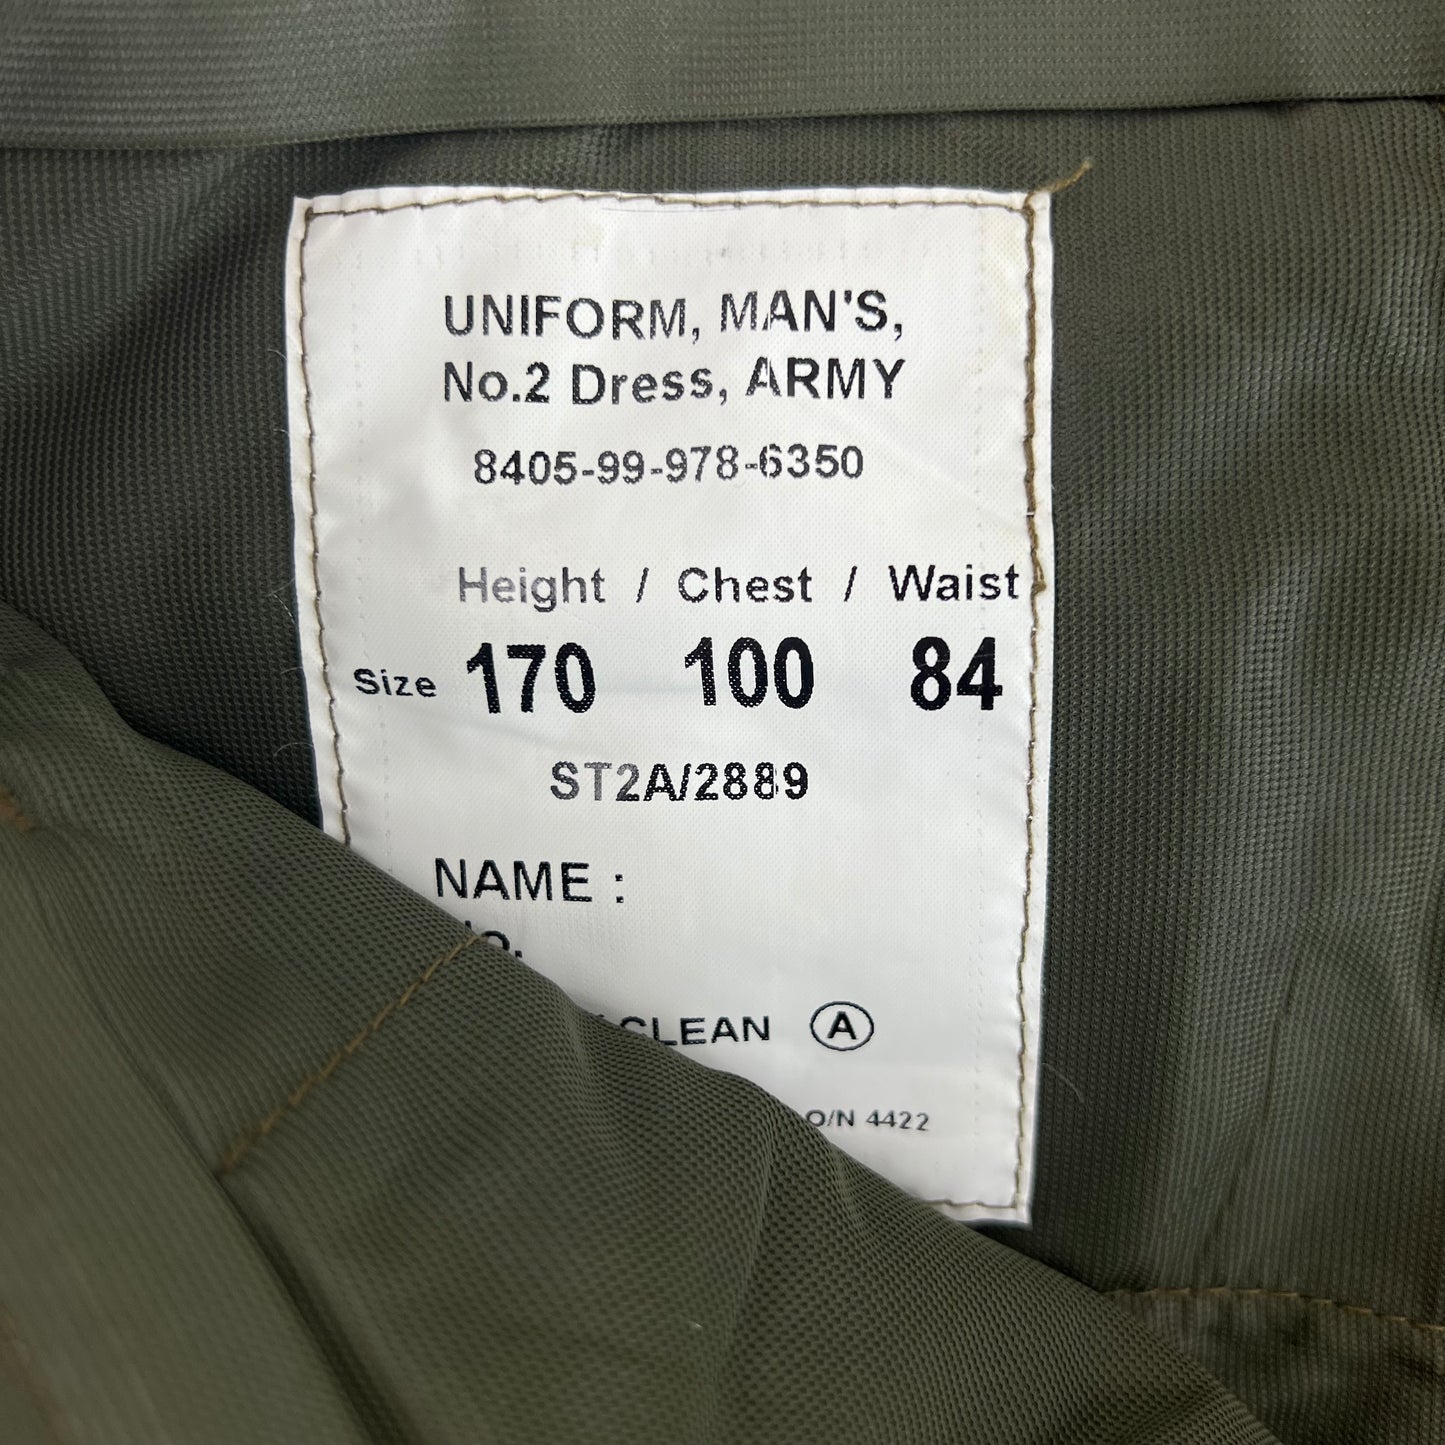 UNIFORM, MAN'S,
No.2 Dress, ARMY
8405-99-978-6350
Height / Chest / Waist
Size 170 100 84
ST2A/2889
NAME :
CLEAN A
O/N 4422